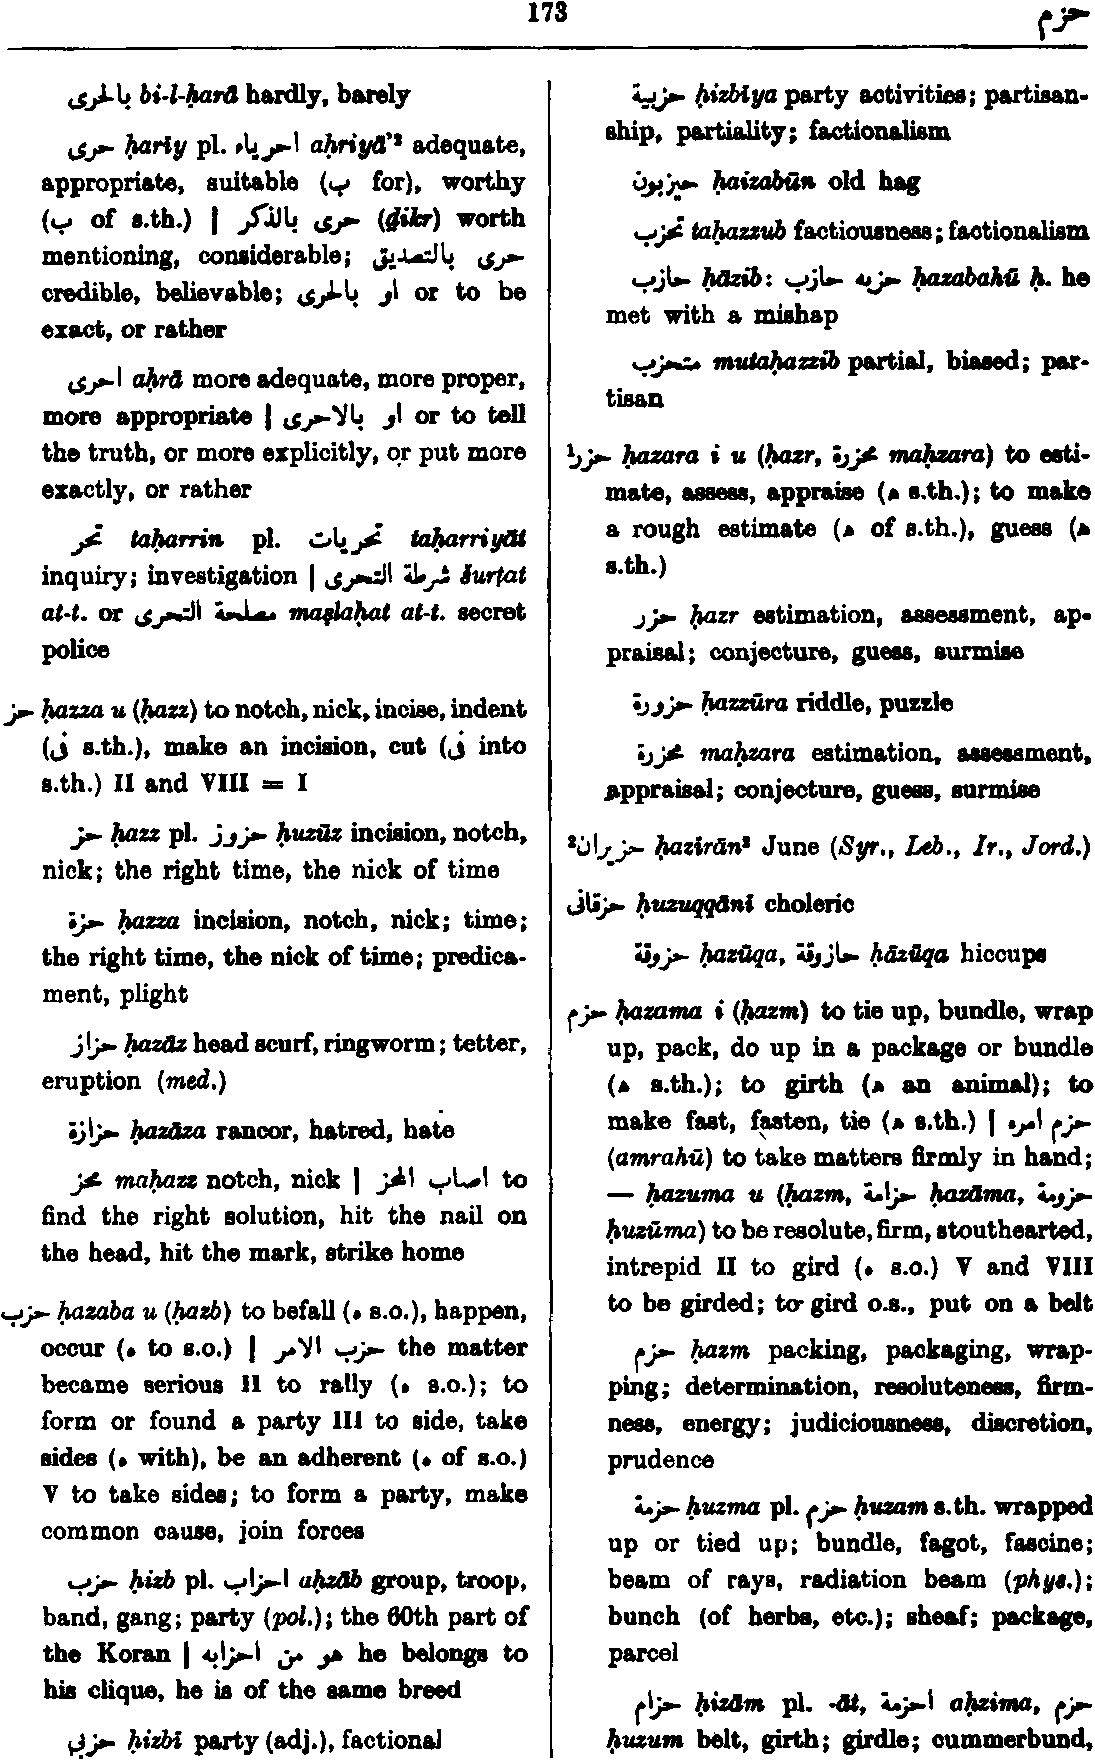 173 حزم
بالحرى bi-l-ḥarā hardly, barely
حرى ḥarīy pl. احرياء aḥriyā'² adequate,
appropriate, suitable (ب for), worthy
(ب of s.th.) | حرى بالذكر (ḏikr) worth
mentioning, considerable; حرى بالتصديق
credible, believable; او بالحرى or to be
exact, or rather
احرى aḥrā more adequate, more proper,
more appropriate | او بالاحرى or to tell
the truth, or more explicitly, or put more
exactly, or rather
تحر taḥarrin pl. تحريات taḥarriyāt
inquiry; investigation | شرطة التحرى šurṭat
at-t. or مصلحة التحرى maṣlaḥat at-t. secret
police
حز ḥazza u (ḥazz) to notch, nick, incise, indent
(فى s.th.), make an incision, cut (فى into
s.th.) II and VIII = I
حز ḥazz pl. حزوز ḥuzūz incision, notch,
nick; the right time, the nick of time
حزة ḥazza incision, notch, nick; time;
the right time, the nick of time; predica-
ment, plight
حزاز ḥazāz head scurf, ringworm; tetter,
eruption (med.)
حزازة ḥazāza rancor, hatred, hate
محز maḥazz notch, nick | اصاب المحز to
find the right solution, hit the nail on
the head, hit the mark, strike home
حزب ḥazaba u (ḥazb) to befall (ه s.o.), happen,
occur (ه to s.o.) | حزب الامر the matter
became serious II to rally (ه s.o.); to
form or found a party III to side, take
sides (ه with), be an adherent (ه of s.o.)
V to take sides; to form a party, make
common cause, join forces
حزب ḥizb pl. احزاب aḥzāb group, troop,
band, gang; party (pol.); the 60th part of
the Koran | هو من احزابه he belongs to
his clique, he is of the same breed
حزبى ḥizbī party (adj.), factional
حزبية ḥizbīya party activities; partisan-
ship, partiality; factionalism
حيزبون ḥaizabūn old hag
تحزب taḥazzub factiousness; factionalism
حازب ḥāzib: حزبه حازب ḥazabahū ḥ. he
met with a mishap
متحزب mutaḥazzib partial, biased; par-
tisan
حزر¹ ḥazara i u (ḥazr, محزرة maḥzara) to esti-
mate, assess, appraise (ه s.th.); to make
a rough estimate (ه of s.th.), guess (ه
s.th.)
حزر ḥazr estimation, assessment, ap-
praisal; conjecture, guess, surmise
حزورة ḥazzūra riddle, puzzle
محزرة maḥzara estimation, assessment,
appraisal; conjecture, guess, surmise
حزيران² ḥazīrān² June (Syr., Leb., Ir., Jord.)
حزقانى ḥuzuqqānī choleric
حزوقة ḥazūqa, حازوقة ḥāzūqa hiccups
حزم ḥazama i (ḥazm) to tie up, bundle, wrap
up, pack, do up in a package or bundle
(ه s.th.); to girth (ه an animal); to
make fast, fasten, tie (ه s.th.) | حزم امره
(amrahū) to take matters firmly in hand;
— ḥazuma u (ḥazm, حزامة ḥazāma, حزومة
ḥuzūma) to be resolute, firm, stouthearted,
intrepid II to gird (ه s.o.) V and VIII
to be girded; to gird o.s., put on a belt
حزم ḥazm packing, packaging, wrap-
ping; determination, resoluteness, firm-
ness, energy; judiciousness, discretion,
prudence
حزمة ḥuzma pl. حزم ḥuzam s.th. wrapped
up or tied up; bundle, fagot, fascine;
beam of rays, radiation beam (phys.);
bunch (of herbs, etc.); sheaf; package,
parcel
حزام ḥizām pl. -āt, احزمة aḥzima, حزم
ḥuzum belt, girth; girdle; cummerbund,